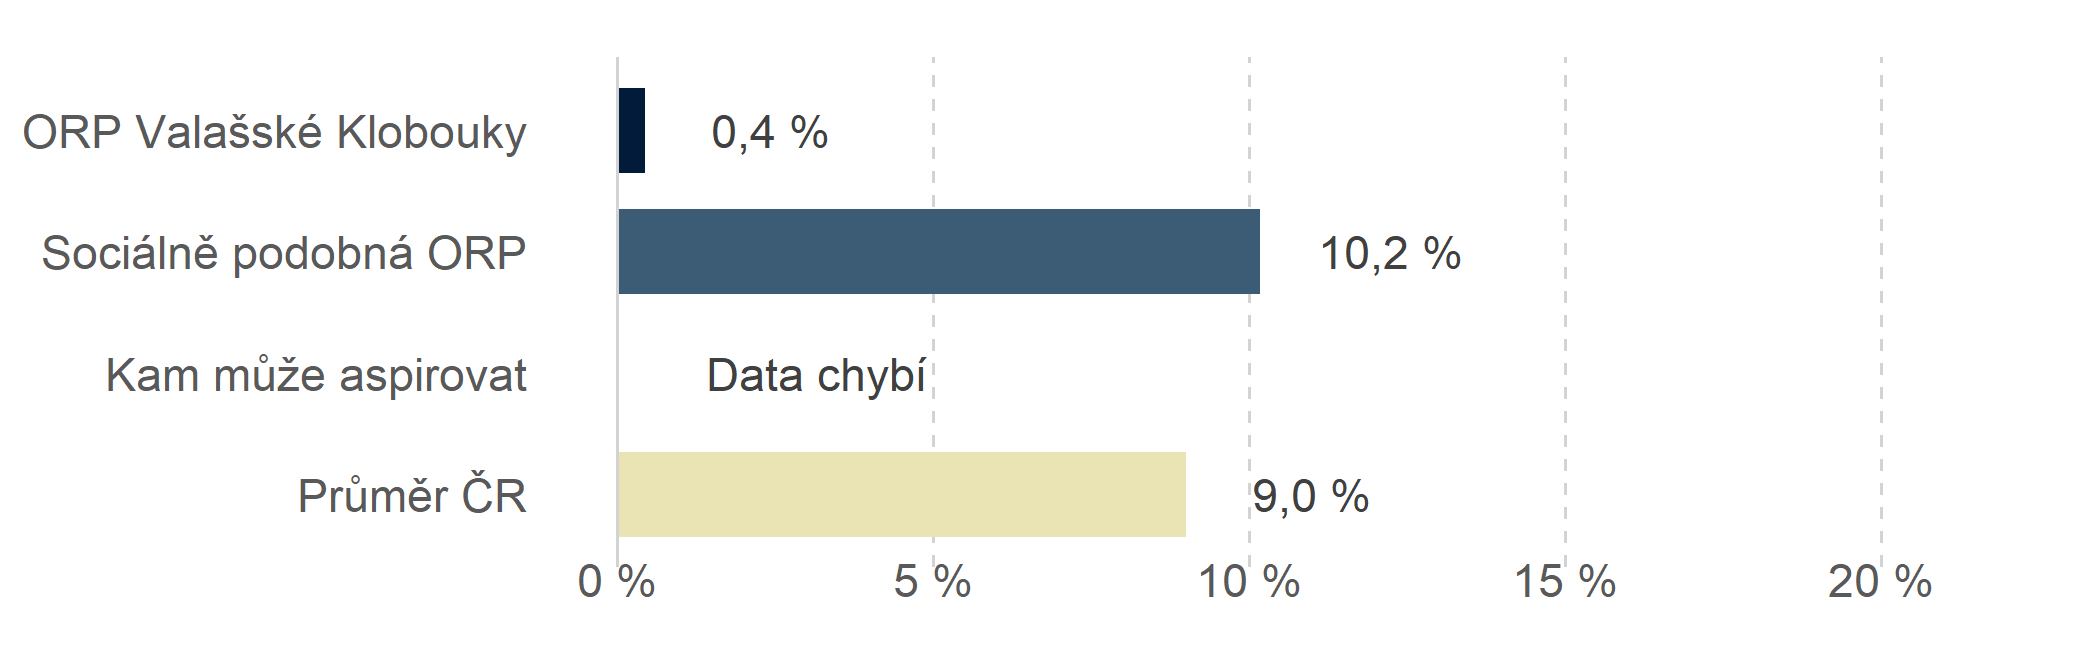 ORP Valašské Klobouky 0,4 %
Sociálně podobná ORP 10,2 %
Kam může aspirovat Data chybí
Průměr ČR 9,0 %
0 % 5 % 10 % 15 % 20 %